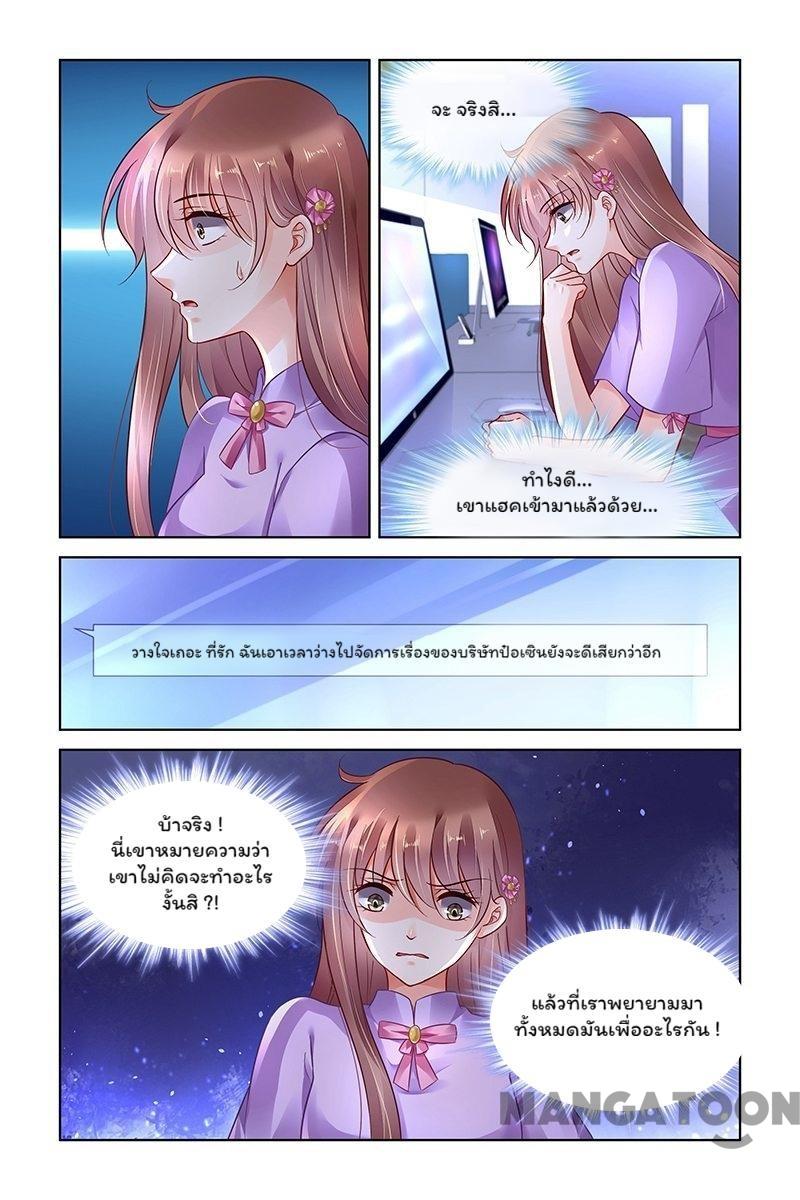 จะ จริงสิ...
ทำไงดี...
เขาแฮคเข้ามาแล้วด้วย...
วางใจเถอะ ที่รัก ฉันเอาเวลาว่างไปจัดการเรื่องของบริษัทป๋อเซินยังจะดีเสียกว่าอีก
บ้าจริง !
นี่เขาหมายความว่า
เขาไม่คิดจะทำอะไร
งั้นสิ ?!
แล้วที่เราพยายามมา
ทั้งหมดมันเพื่ออะไรกัน !
MANGATOON